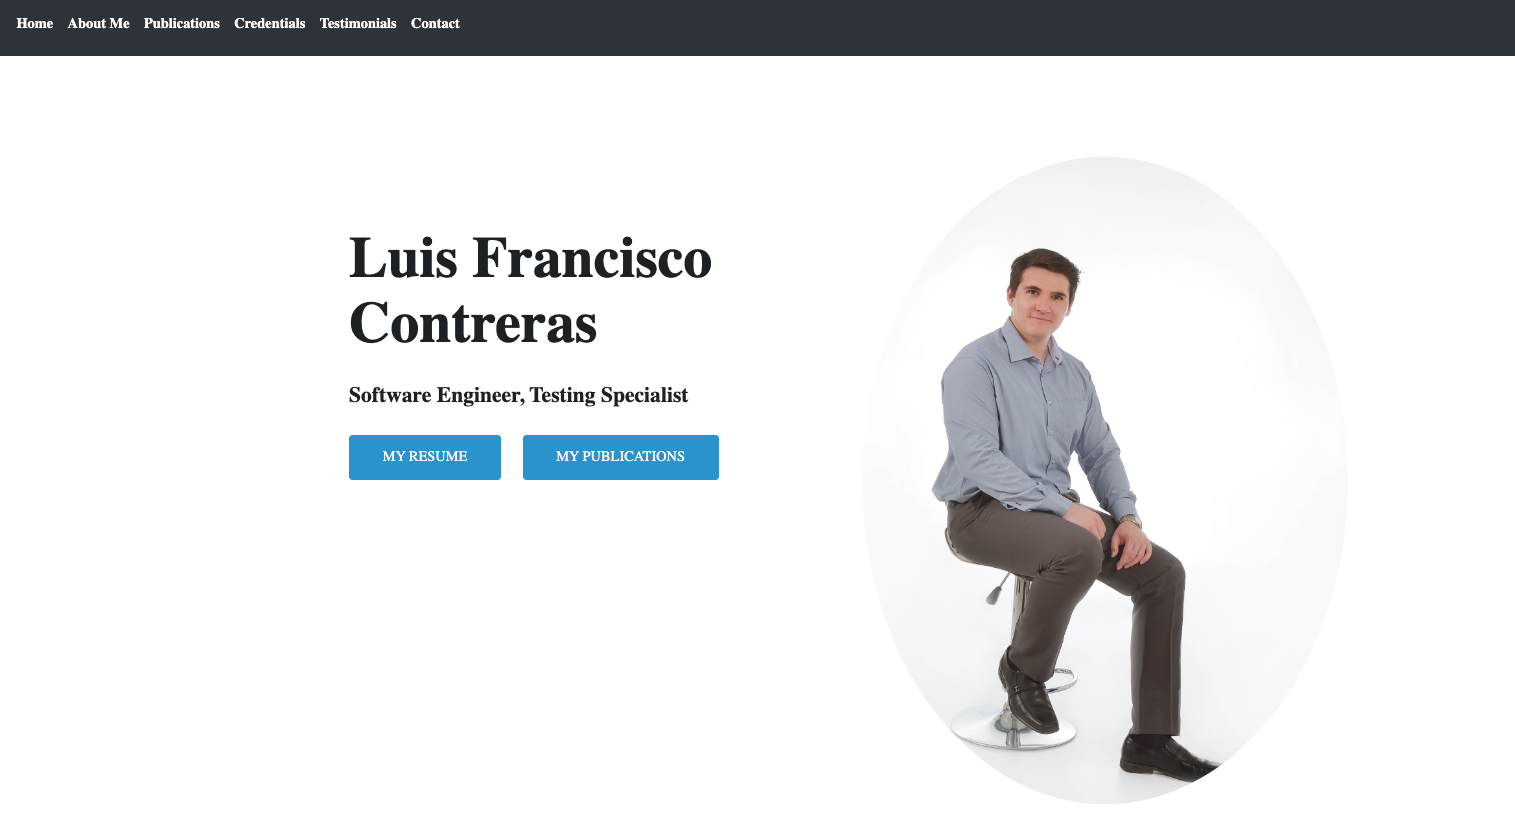 Home About Me Publications Credentials Testimonials Contact
Luis Francisco
Contreras
Software Engineer, Testing Specialist
MY RESUME MY PUBLICATIONS